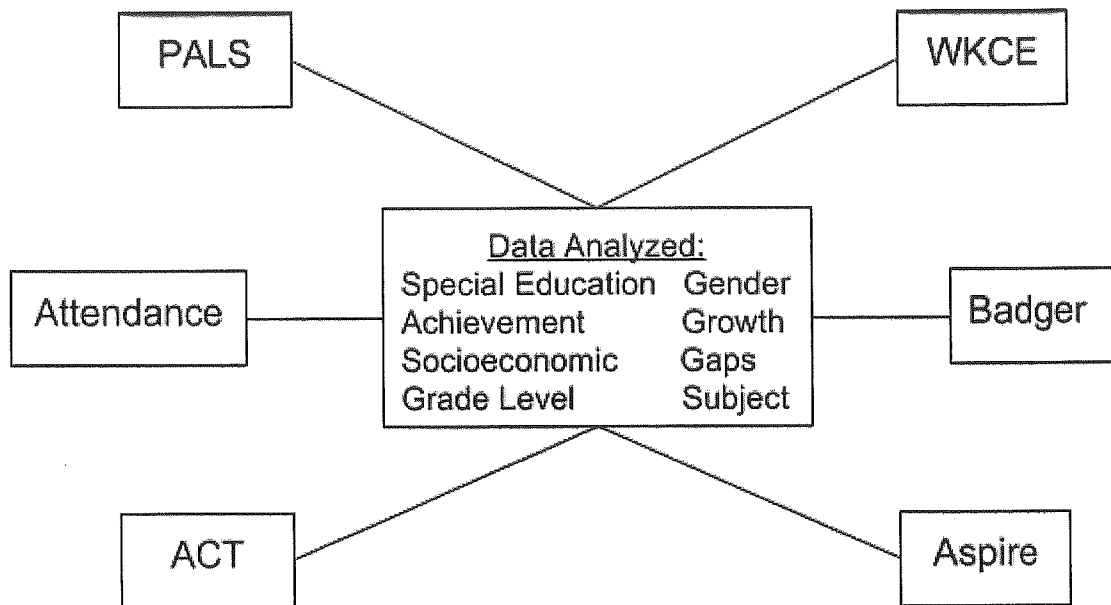 PALS
WKCE
Data Analyzed:
Special Education Gender
Achievement Growth
Socioeconomic Gaps
Grade Level Subject
Attendance
Badger
ACT
Aspire